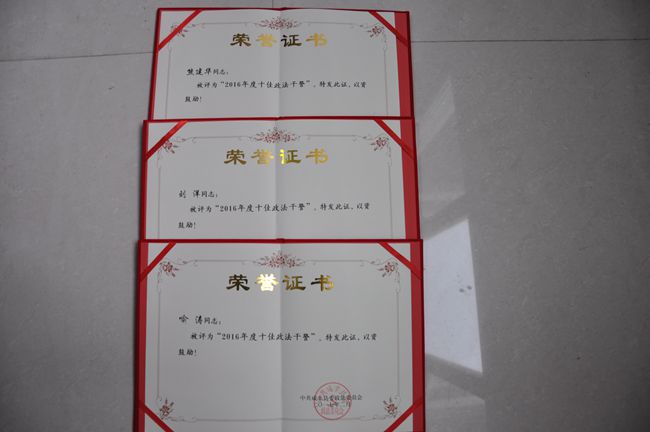 荣誉证书
熊建华同志：
被评为“2016年度十佳政法干警”，特发此证，以资
鼓励！
荣誉证书
刘 洋同志：
被评为“2016年度十佳政法干警”，特发此证，以资
鼓励！
荣誉证书
喻 涛同志：
被评为“2016年度十佳政法干警”，特发此证，以资
鼓励！